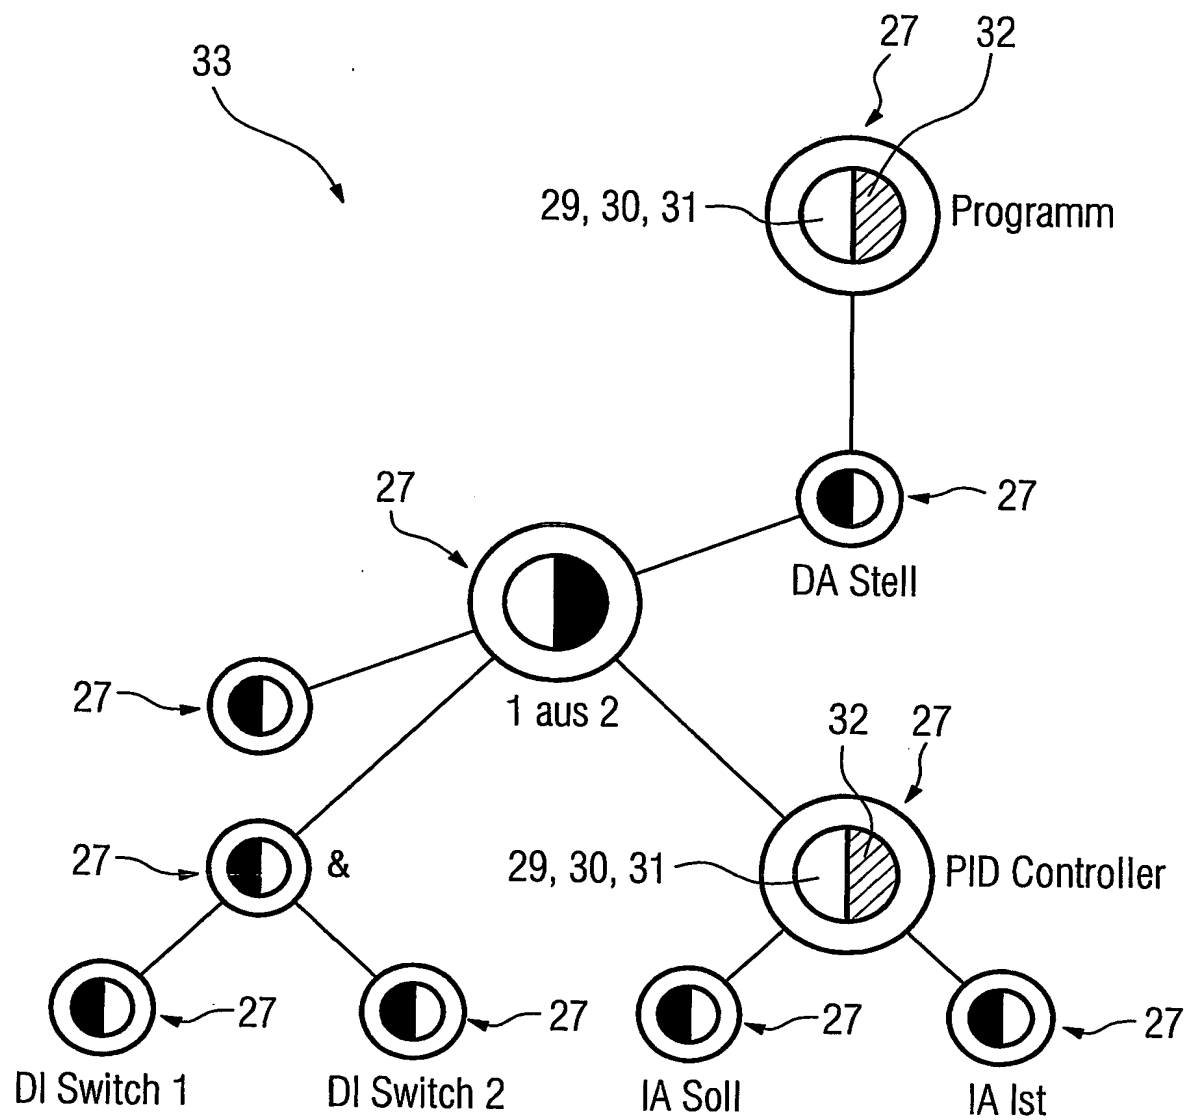 27 32
33
29, 30, 31 Programm
27
27
DA Stell
27
1 aus 2
32 27
27 &
29, 30, 31 PID Controller
27 27 27 27
DI Switch 1 DI Switch 2 IA Soll IA Ist